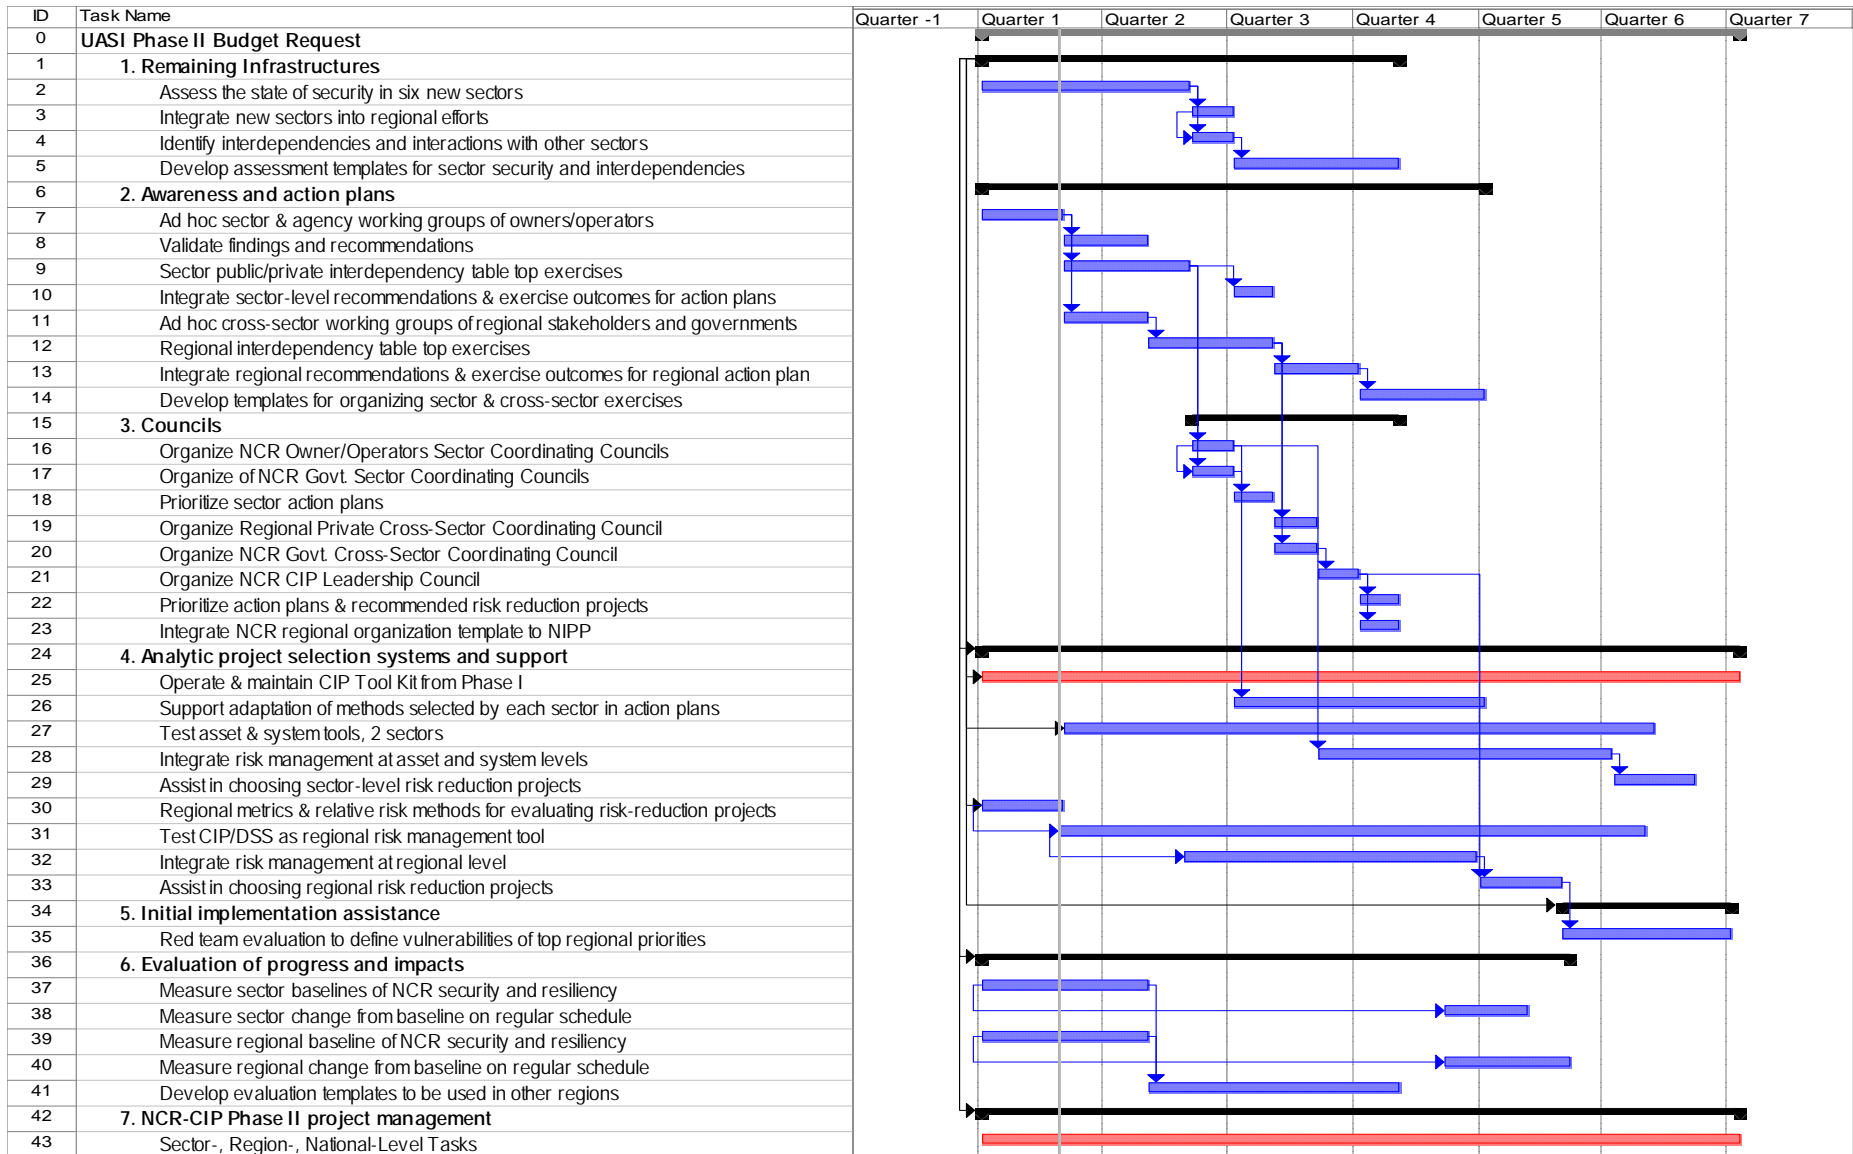 ID Task Name Quarter -1 Quarter 1 Quarter 2 Quarter 3 Quarter 4 Quarter 5 Quarter 6 Quarter 7
0 UASI Phase II Budget Request
1 1. Remaining Infrastructures
2 Assess the state of security in six new sectors
3 Integrate new sectors into regional efforts
4 Identify interdependencies and interactions with other sectors
5 Develop assessment templates for sector security and interdependencies
6 2. Awareness and action plans
7 Ad hoc sector & agency working groups of owners/operators
8 Validate findings and recommendations
9 Sector public/private interdependency table top exercises
10 Integrate sector-level recommendations & exercise outcomes for action plans
11 Ad hoc cross-sector working groups of regional stakeholders and governments
12 Regional interdependency table top exercises
13 Integrate regional recommendations & exercise outcomes for regional action plan
14 Develop templates for organizing sector & cross-sector exercises
15 3. Councils
16 Organize NCR Owner/Operators Sector Coordinating Councils
17 Organize of NCR Govt. Sector Coordinating Councils
18 Prioritize sector action plans
19 Organize Regional Private Cross-Sector Coordinating Council
20 Organize NCR Govt. Cross-Sector Coordinating Council
21 Organize NCR CIP Leadership Council
22 Prioritize action plans & recommended risk reduction projects
23 Integrate NCR regional organization template to NIPP
24 4. Analytic project selection systems and support
25 Operate & maintain CIP Tool Kit from Phase I
26 Support adaptation of methods selected by each sector in action plans
27 Test asset & system tools, 2 sectors
28 Integrate risk management at asset and system levels
29 Assist in choosing sector-level risk reduction projects
30 Regional metrics & relative risk methods for evaluating risk-reduction projects
31 Test CIP/DSS as regional risk management tool
32 Integrate risk management at regional level
33 Assist in choosing regional risk reduction projects
34 5. Initial implementation assistance
35 Red team evaluation to define vulnerabilities of top regional priorities
36 6. Evaluation of progress and impacts
37 Measure sector baselines of NCR security and resiliency
38 Measure sector change from baseline on regular schedule
39 Measure regional baseline of NCR security and resiliency
40 Measure regional change from baseline on regular schedule
41 Develop evaluation templates to be used in other regions
42 7. NCR-CIP Phase II project management
43 Sector-, Region-, National-Level Tasks